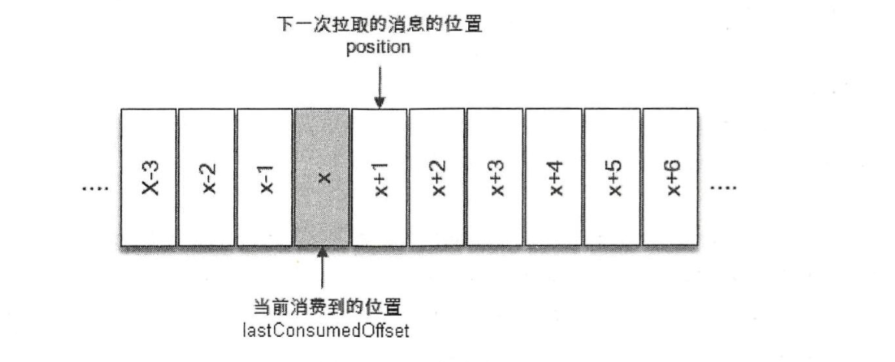 下一次拉取的消息的位置
position
.... X-3 x-2 x-1 x x+1 x+2 x+3 x+4 x+5 x+6 ....
当前消费到的位置
lastConsumedOffset